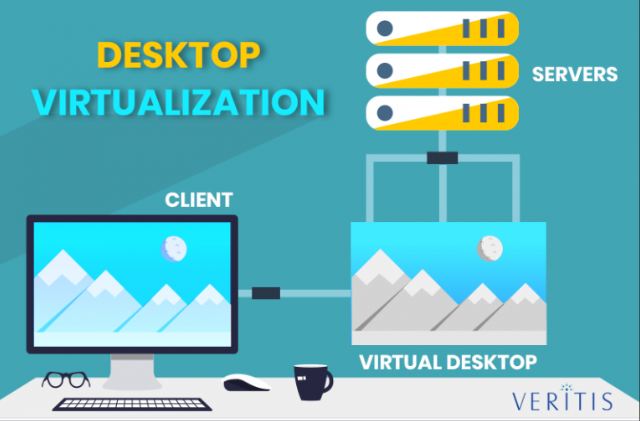 DESKTOP
VIRTUALIZATION
SERVERS
CLIENT
VIRTUAL DESKTOP
VERITIS